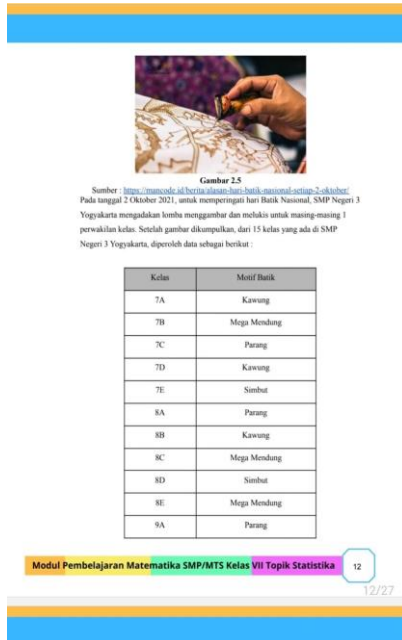 Gambar 2.5
Sumber : https://mancode.id/berita/alasan-hari-batik-nasional-setiap-2-oktober/
Pada tanggal 2 Oktober 2021, untuk memperingati hari Batik Nasional, SMP Negeri 3
Yogyakarta mengadakan lomba menggambar dan melukis untuk masing-masing 1
perwakilan kelas. Setelah gambar dikumpulkan, dari 15 kelas yang ada di SMP
Negeri 3 Yogyakarta, diperoleh data sebagai berikut :
Kelas Motif Batik
7A Kawung
7B Mega Mendung
7C Parang
7D Kawung
7E Simbut
8A Parang
8B Kawung
8C Mega Mendung
8D Simbut
8E Mega Mendung
9A Parang
Modul Pembelajaran Matematika SMP/MTS Kelas VII Topik Statistika 12
12/27